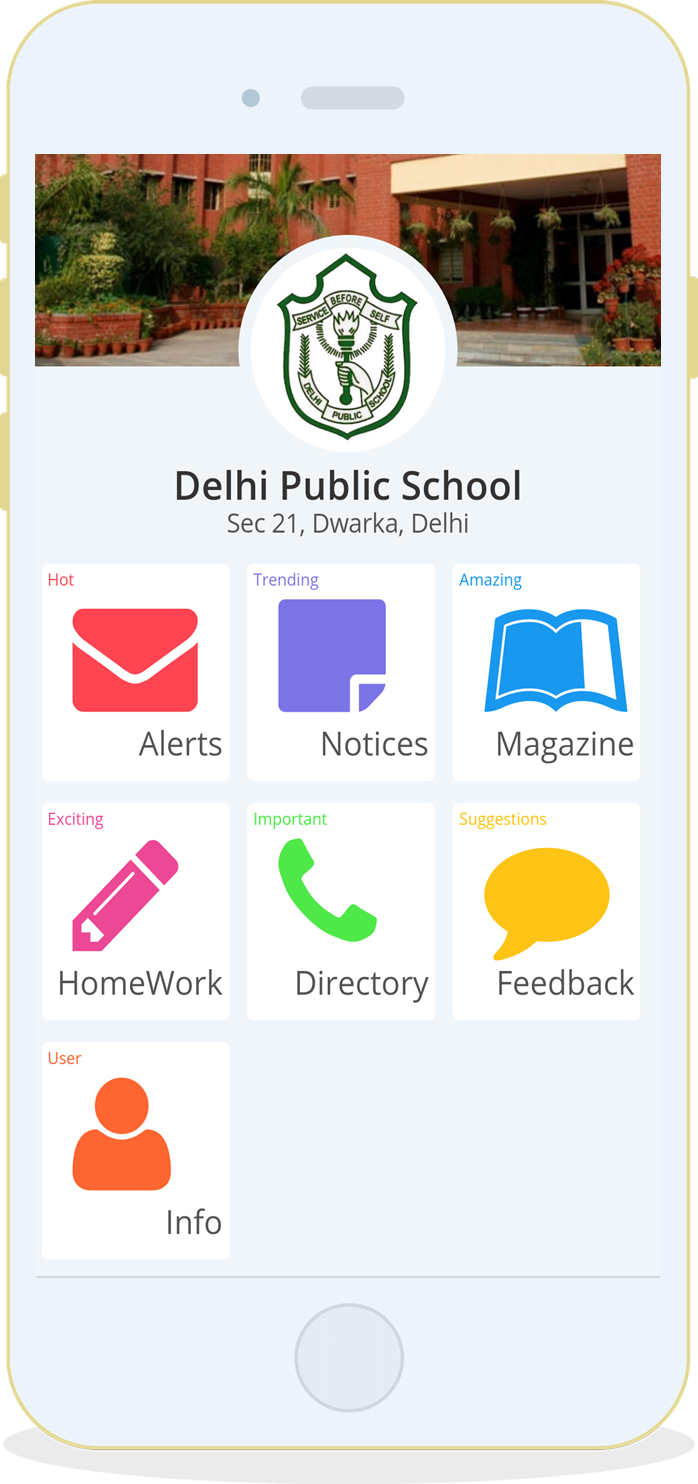 SERVICE BEFORE SELF
DELHI PUBLIC SCHOOL
Delhi Public School
Sec 21, Dwarka, Delhi
Hot
Trending
Amazing
Alerts
Notices
Magazine
Exciting
Important
Suggestions
HomeWork
Directory
Feedback
User
Info